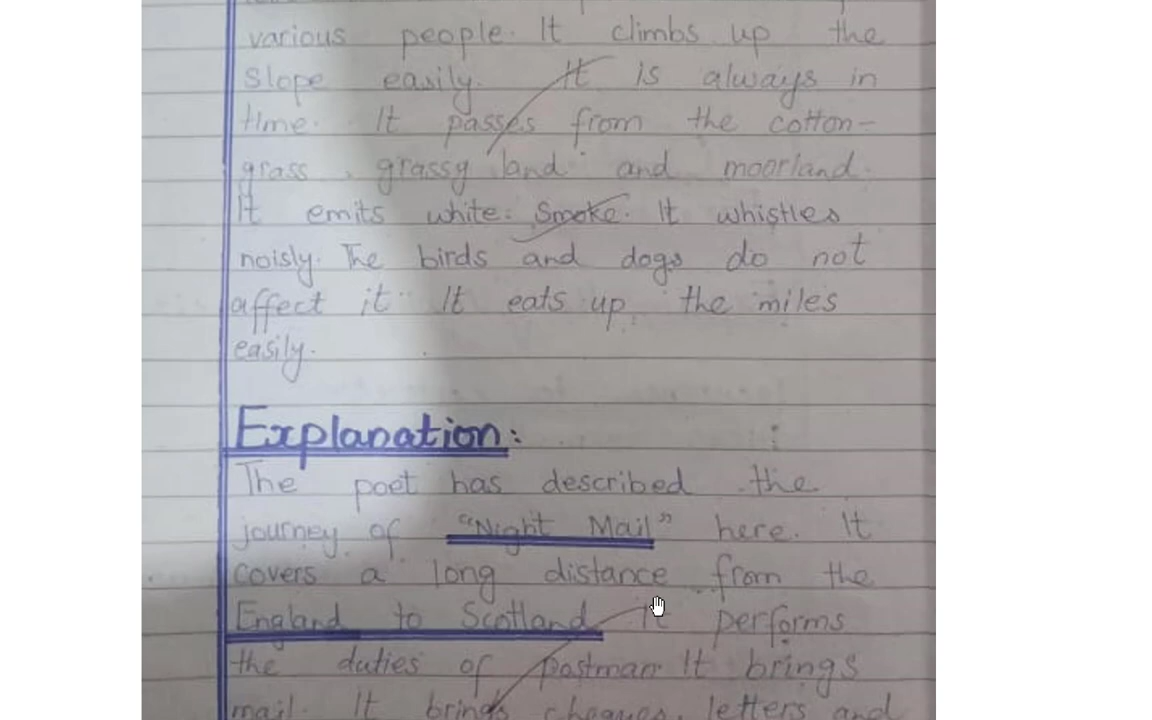 various people. It climbs up the
slope easily. It is always in
time. It passes from the cotton-
grass, grassy land and moorland.
It emits white. Smoke. It whistles
noisly. The birds and dogs do not
affect it. It eats up the miles
easily.
Explanation:
The poet has described the
journey of "Night Mail" here. It
covers a long distance from the
England to Scotland it performs
the duties of postman It brings
mail. It brings cheques, letters and